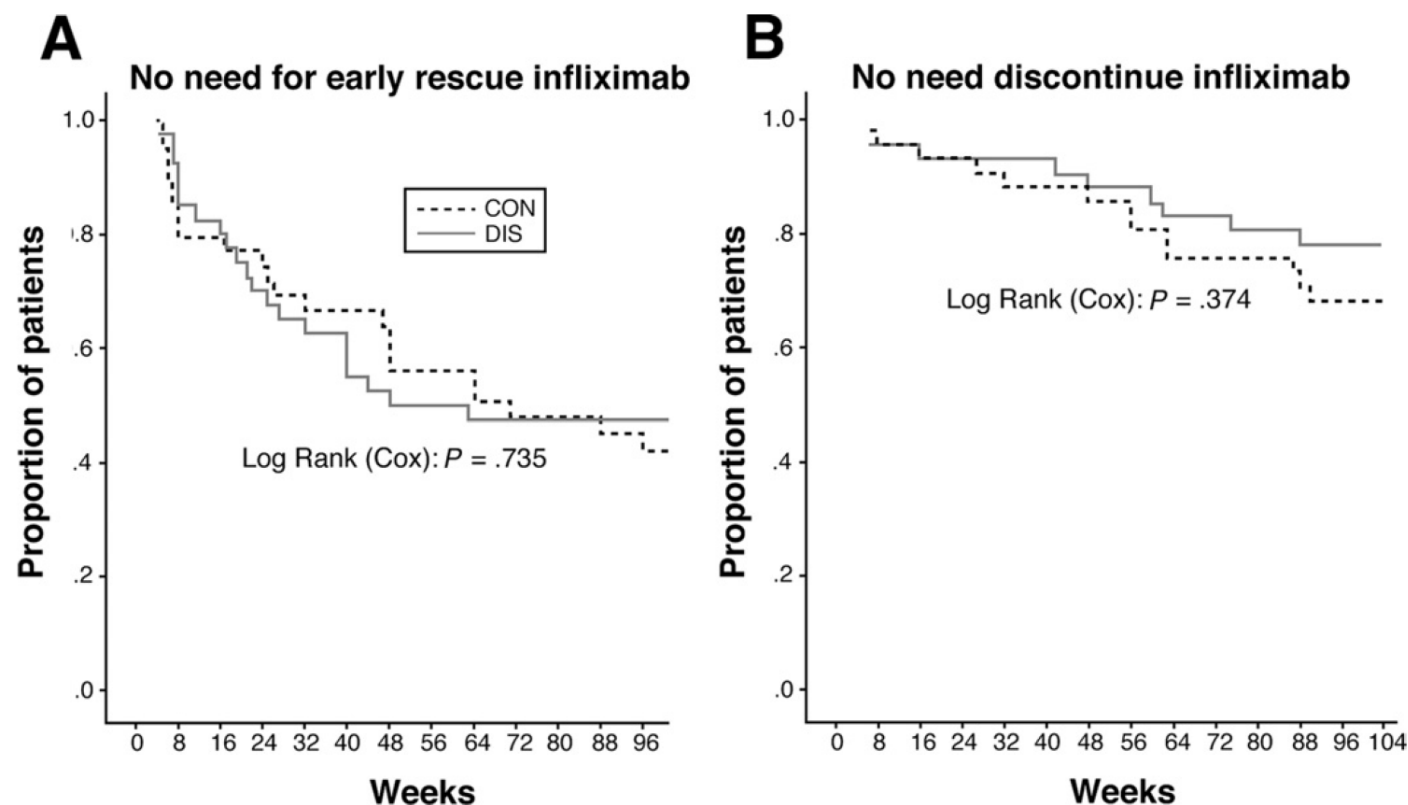 A
No need for early rescue infliximab
Proportion of patients
1.0
.8
.6
.4
.2
.0
CON
DIS
Log Rank (Cox): P = .735
0 8 16 24 32 40 48 56 64 72 80 88 96
Weeks
B
No need discontinue infliximab
Proportion of patients
1.0
.8
.6
.4
.2
.0
Log Rank (Cox): P = .374
0 8 16 24 32 40 48 56 64 72 80 88 96 104
Weeks